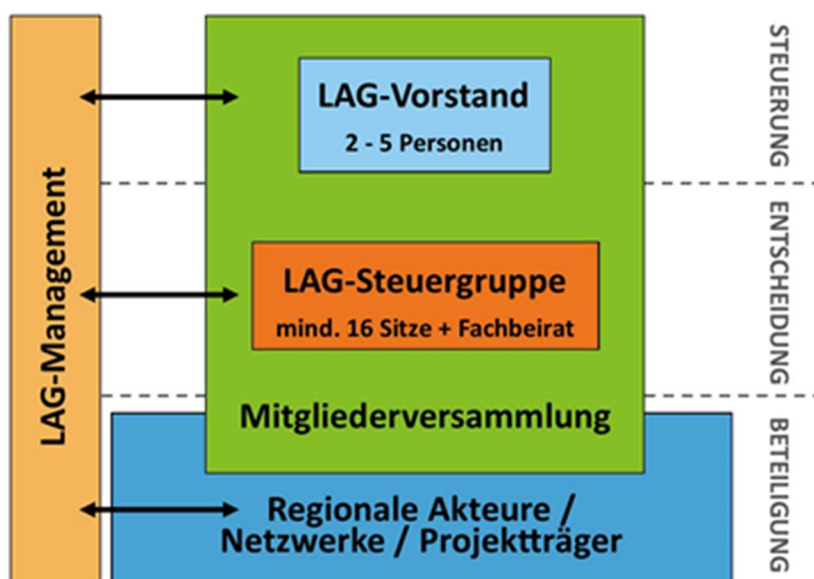 LAG-Management
LAG-Vorstand
2 - 5 Personen
STEUERUNG
LAG-Steuergruppe
mind. 16 Sitze + Fachbeirat
ENTSCHEIDUNG
Mitgliederversammlung
Regionale Akteure /
Netzwerke / Projektträger
BETEILIGUNG